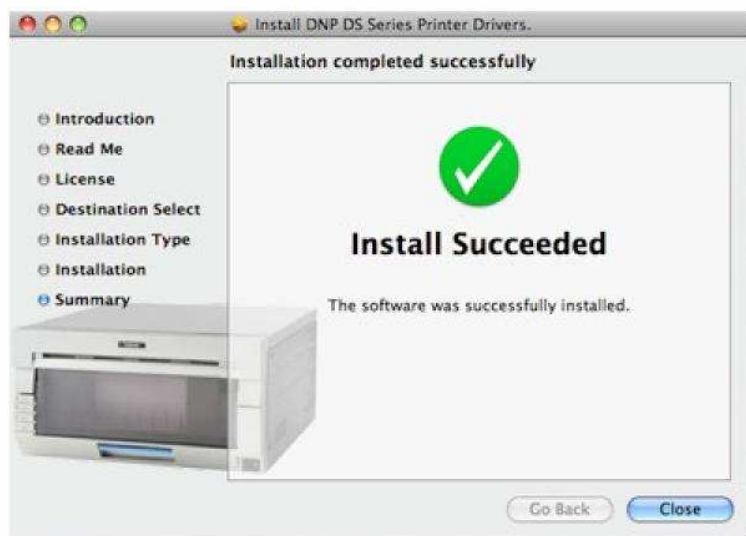 Install DNP DS Series Printer Drivers.
Installation completed successfully
Introduction
Read Me
License
Destination Select
Installation Type
Installation
Summary
Install Succeeded
The software was successfully installed.
Go Back
Close